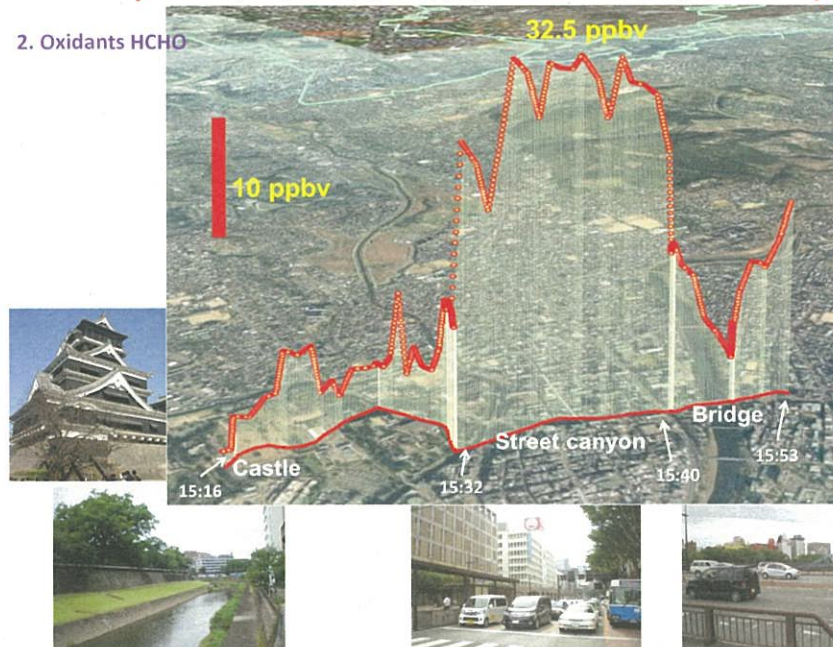 2. Oxidants HCHO
32.5 ppbv
10 ppbv
Castle
Street canyon
Bridge
15:16
15:32
15:40
15:53